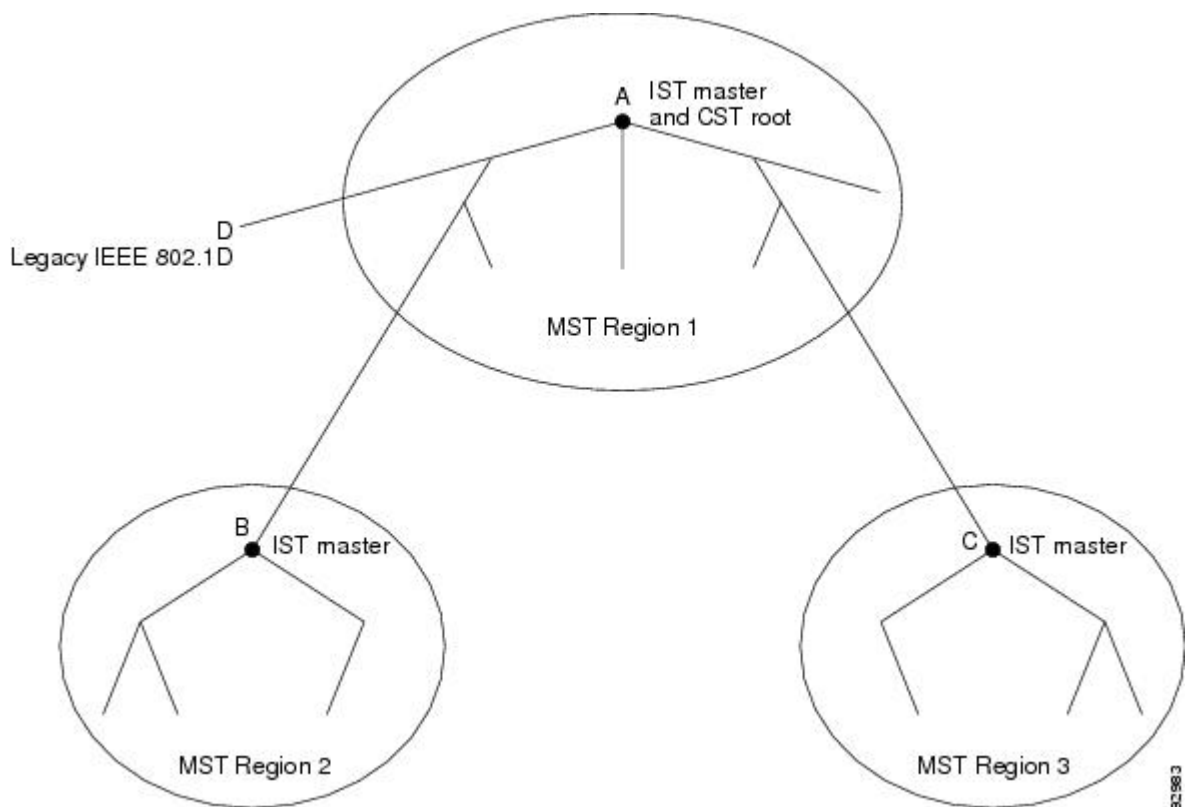 A
IST master
and CST root
D
Legacy IEEE 802.1D
MST Region 1
B
IST master
C
IST master
MST Region 2
MST Region 3
92983